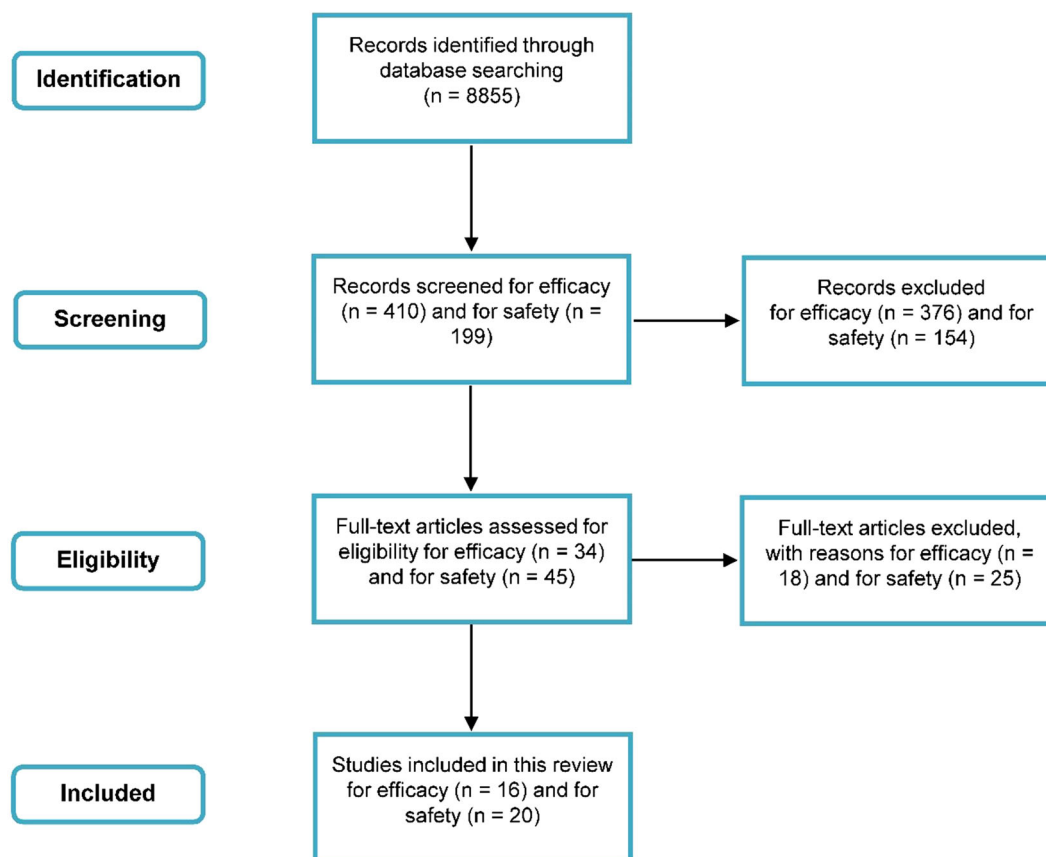 Identification
Records identified through
database searching
(n = 8855)
Screening
Records screened for efficacy
(n = 410) and for safety (n =
199)
Records excluded
for efficacy (n = 376) and for
safety (n = 154)
Eligibility
Full-text articles assessed for
eligibility for efficacy (n = 34)
and for safety (n = 45)
Full-text articles excluded,
with reasons for efficacy (n =
18) and for safety (n = 25)
Included
Studies included in this review
for efficacy (n = 16) and for
safety (n = 20)